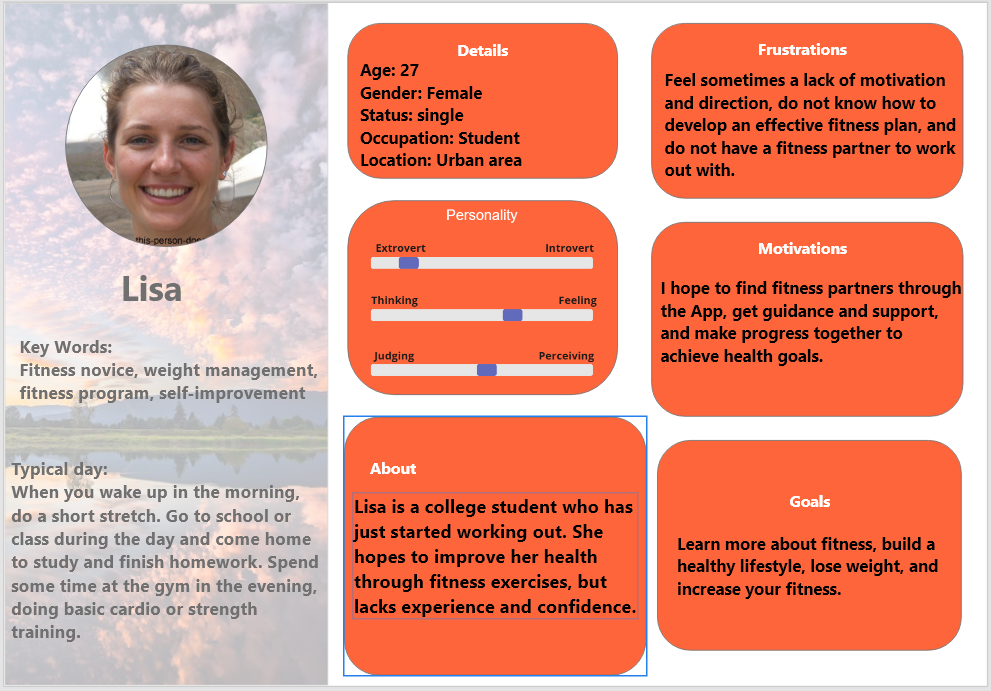 this-person-doe
Lisa
Key Words:
Fitness novice, weight management,
fitness program, self-improvement
Typical day:
When you wake up in the morning,
do a short stretch. Go to school or
class during the day and come home
to study and finish homework. Spend
some time at the gym in the evening,
doing basic cardio or strength
training.
Details
Age: 27
Gender: Female
Status: single
Occupation: Student
Location: Urban area
Personality
Extrovert Introvert
Thinking Feeling
Judging Perceiving
About
Lisa is a college student who has
just started working out. She
hopes to improve her health
through fitness exercises, but
lacks experience and confidence.
Frustrations
Feel sometimes a lack of motivation
and direction, do not know how to
develop an effective fitness plan, and
do not have a fitness partner to work
out with.
Motivations
I hope to find fitness partners through
the App, get guidance and support,
and make progress together to
achieve health goals.
Goals
Learn more about fitness, build a
healthy lifestyle, lose weight, and
increase your fitness.